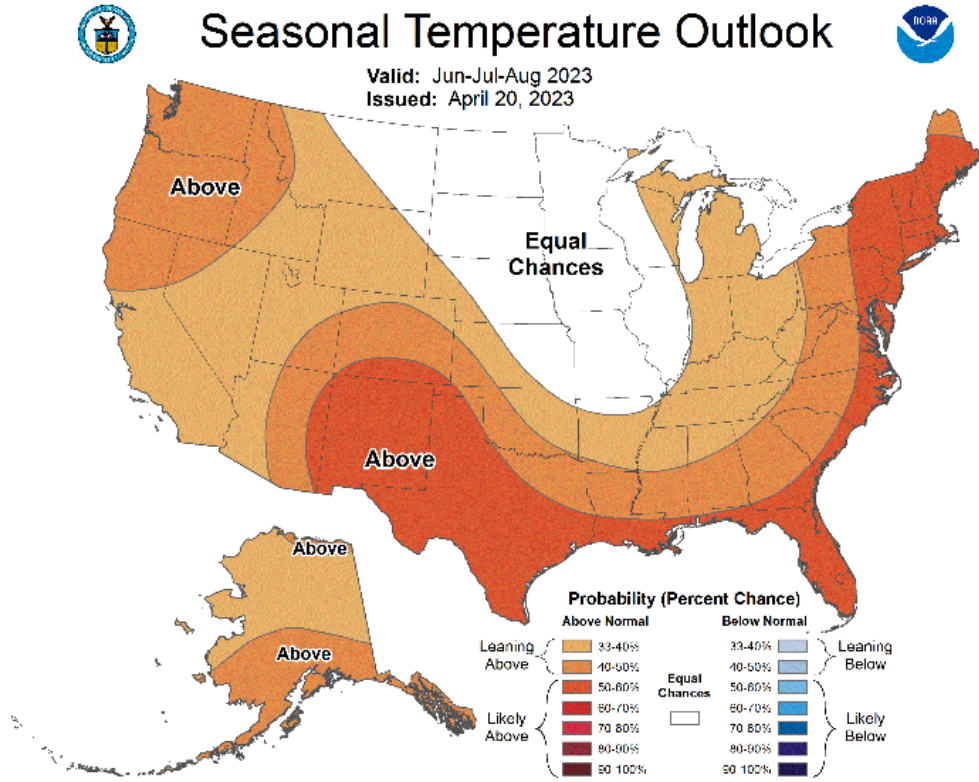 Seasonal Temperature Outlook
NOAA
Valid: Jun-Jul-Aug 2023
Issued: April 20, 2023
Above
Equal
Chances
Above
Above
Above
Probability (Percent Chance)
Above Normal
Below Normal
Leaning
Above
33-40%
40-50%
Likely
Above
50-60%
60-70%
70-80%
80-90%
90-100%
Equal
Chances
33-40%
40-50%
Leaning
Below
50-60%
60-70%
70-80%
80-90%
90-100%
Likely
Below